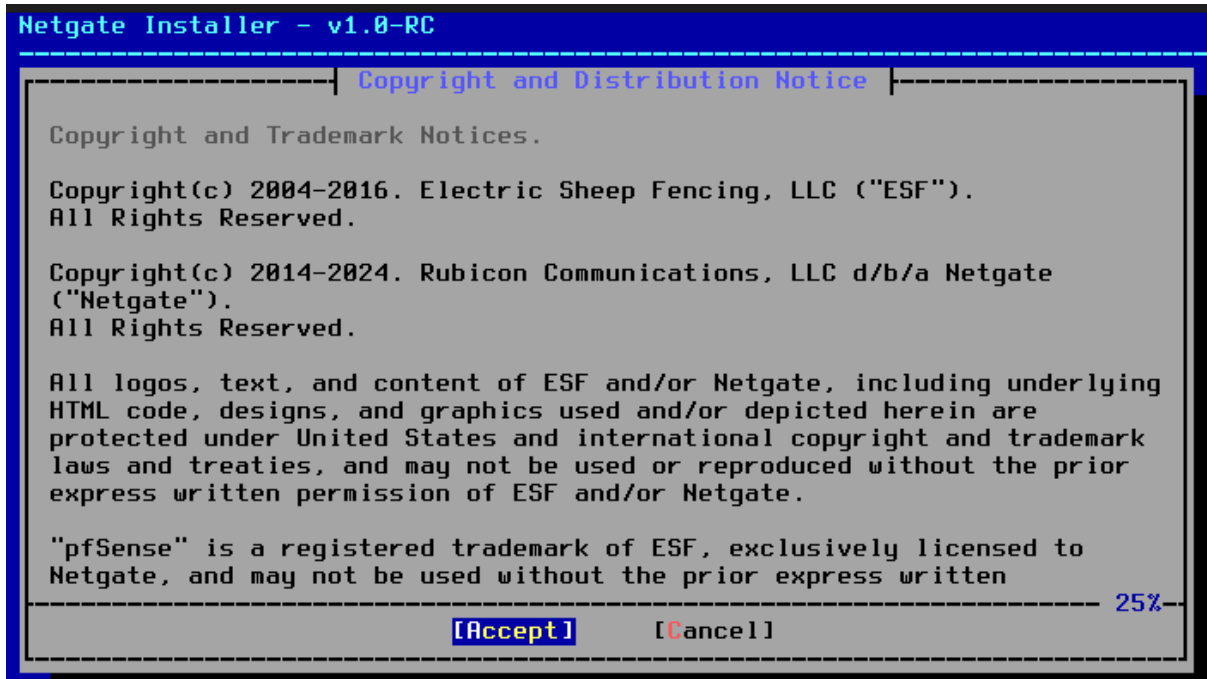 Netgate Installer - v1.0-RC
Copyright and Distribution Notice
Copyright and Trademark Notices.
Copyright(c) 2004-2016. Electric Sheep Fencing, LLC ("ESF").
All Rights Reserved.
Copyright(c) 2014-2024. Rubicon Communications, LLC d/b/a Netgate
("Netgate").
All Rights Reserved.
All logos, text, and content of ESF and/or Netgate, including underlying
HTML code, designs, and graphics used and/or depicted herein are
protected under United States and international copyright and trademark
laws and treaties, and may not be used or reproduced without the prior
express written permission of ESF and/or Netgate.
"pfSense" is a registered trademark of ESF, exclusively licensed to
Netgate, and may not be used without the prior express written
25%
[Accept] [Cancel]